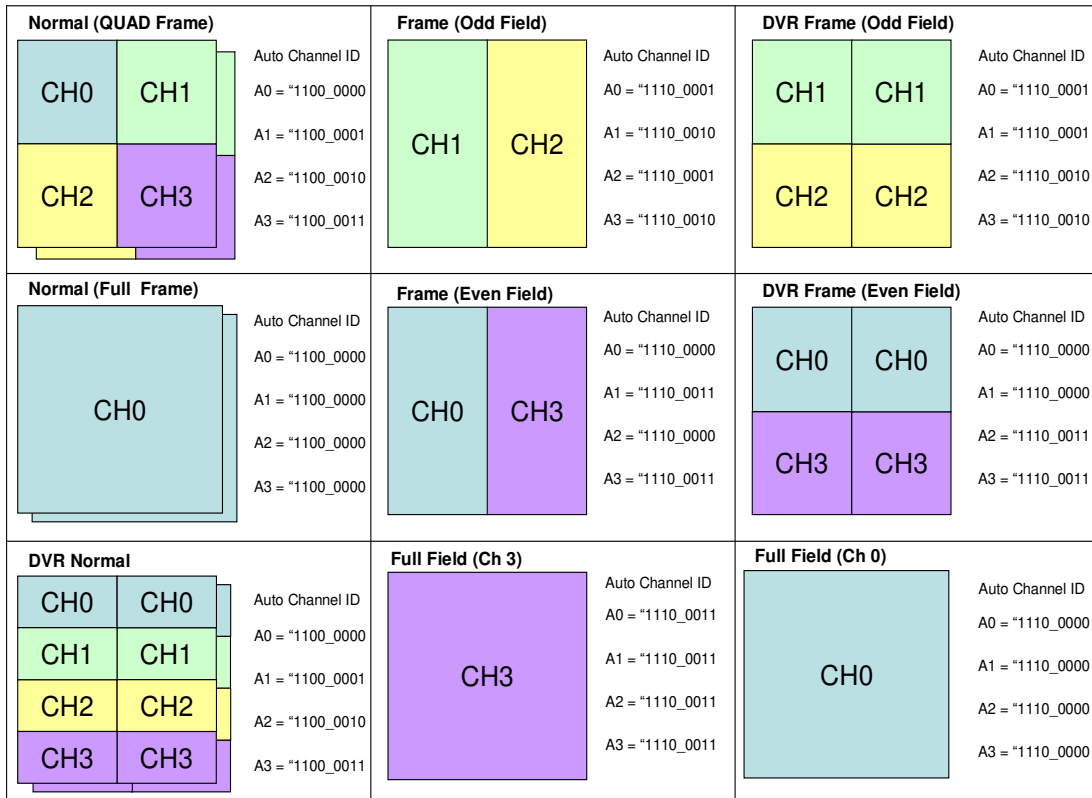 Normal (QUAD Frame)
CH0 CH1
CH2 CH3
Auto Channel ID
A0 = “1100_0000
A1 = “1100_0001
A2 = “1100_0010
A3 = “1100_0011
Frame (Odd Field)
CH1 CH2
Auto Channel ID
A0 = “1110_0001
A1 = “1110_0010
A2 = “1110_0001
A3 = “1110_0010
DVR Frame (Odd Field)
CH1 CH1
CH2 CH2
Auto Channel ID
A0 = “1110_0001
A1 = “1110_0001
A2 = “1110_0010
A3 = “1110_0010
Normal (Full Frame)
CH0
Auto Channel ID
A0 = “1100_0000
A1 = “1100_0000
A2 = “1100_0000
A3 = “1100_0000
Frame (Even Field)
CH0 CH3
Auto Channel ID
A0 = “1110_0000
A1 = “1110_0011
A2 = “1110_0000
A3 = “1110_0011
DVR Frame (Even Field)
CH0 CH0
CH3 CH3
Auto Channel ID
A0 = “1110_0000
A1 = “1110_0000
A2 = “1110_0011
A3 = “1110_0011
DVR Normal
CH0 CH0
CH1 CH1
CH2 CH2
CH3 CH3
Auto Channel ID
A0 = “1100_0000
A1 = “1100_0001
A2 = “1100_0010
A3 = “1100_0011
Full Field (Ch 3)
CH3
Auto Channel ID
A0 = “1110_0011
A1 = “1110_0011
A2 = “1110_0011
A3 = “1110_0011
Full Field (Ch 0)
CH0
Auto Channel ID
A0 = “1110_0000
A1 = “1110_0000
A2 = “1110_0000
A3 = “1110_0000